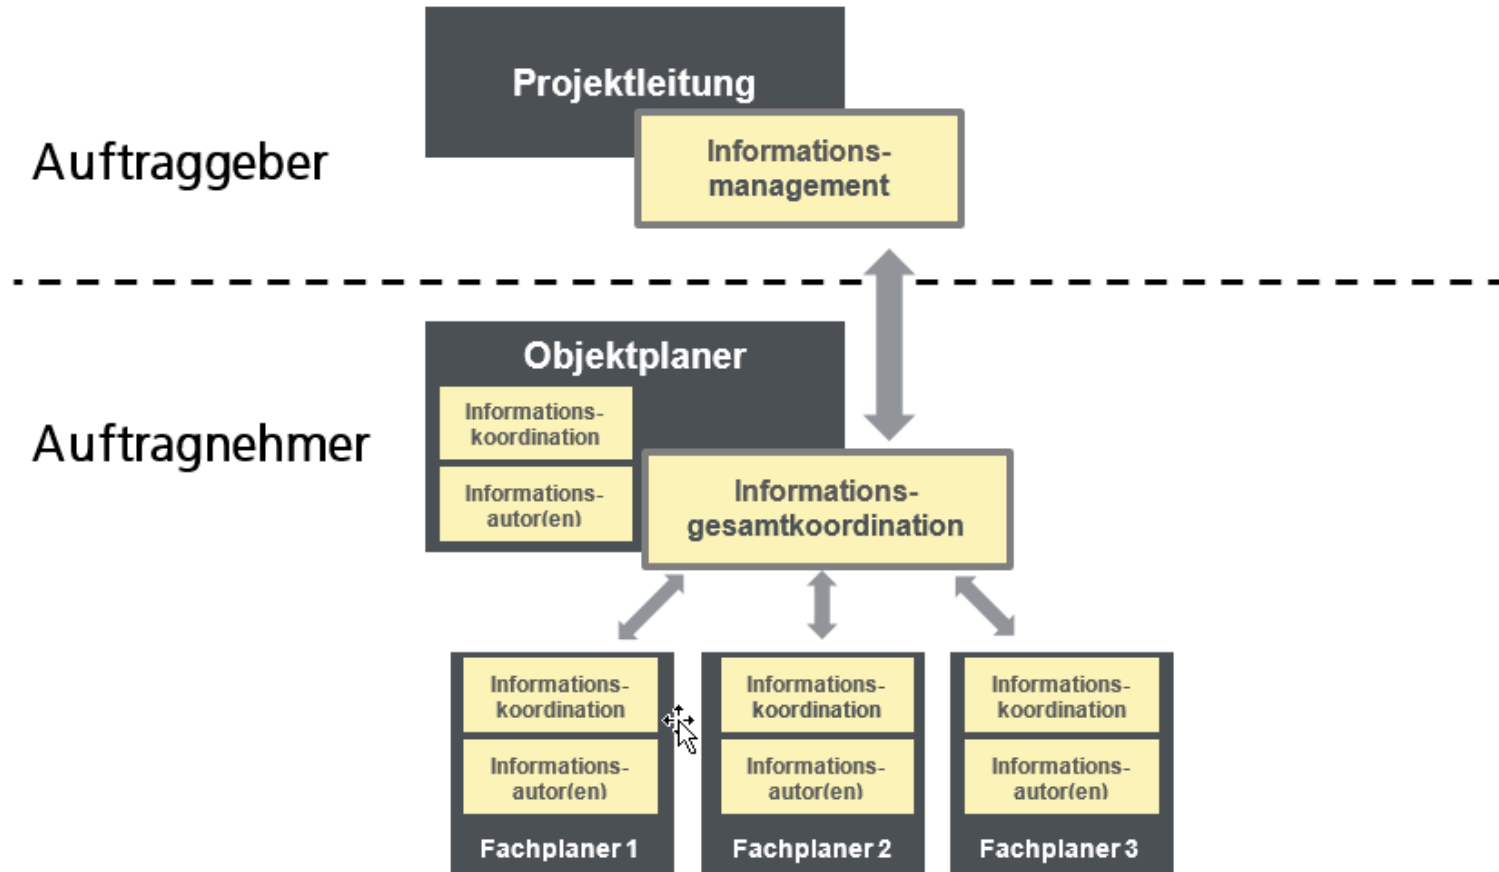 Projektleitung
Auftraggeber
Informations-
management
Objektplaner
Informations-
koordination
Auftragnehmer
Informations-
autor(en)
Informations-
gesamtkoordination
Informations-
koordination
Informations-
autor(en)
Fachplaner 1
Informations-
koordination
Informations-
autor(en)
Fachplaner 2
Informations-
koordination
Informations-
autor(en)
Fachplaner 3